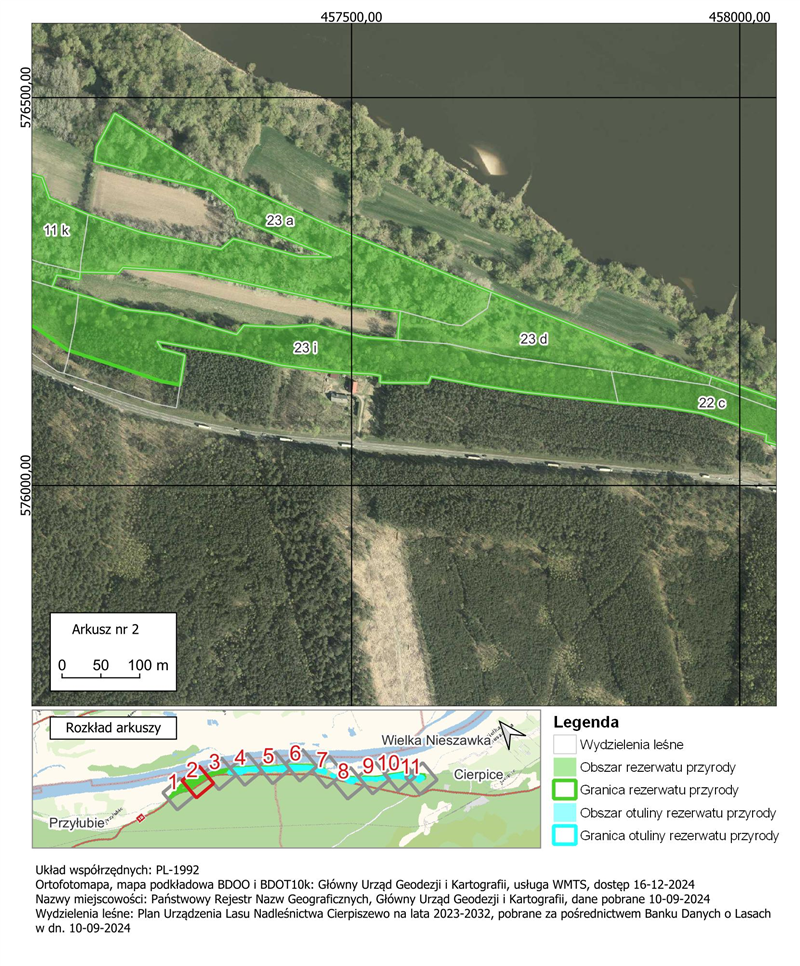 457500,00
458000,00
576500,00
23 a
11 k
23 d
23 i
22 c
576000,00
Arkusz nr 2
0 50 100 m
Rozkład arkuszy
Wielka Nieszawka
Cierpice
Przyłubie
1 2 3 4 5 6 7 8 9 10 11
Legenda
Wydzielenia leśne
Obszar rezerwatu przyrody
Granica rezerwatu przyrody
Obszar otuliny rezerwatu przyrody
Granica otuliny rezerwatu przyrody
Układ współrzędnych: PL-1992
Ortofotomapa, mapa podkładowa BDOO i BDOT10k: Główny Urząd Geodezji i Kartografii, usługa WMTS, dostęp 16-12-2024
Nazwy miejscowości: Państwowy Rejestr Nazw Geograficznych, Główny Urząd Geodezji i Kartografii, dane pobrane 10-09-2024
Wydzielenia leśne: Plan Urządzenia Lasu Nadleśnictwa Cierpiszewo na lata 2023-2032, pobrane za pośrednictwem Banku Danych o Lasach
w dn. 10-09-2024